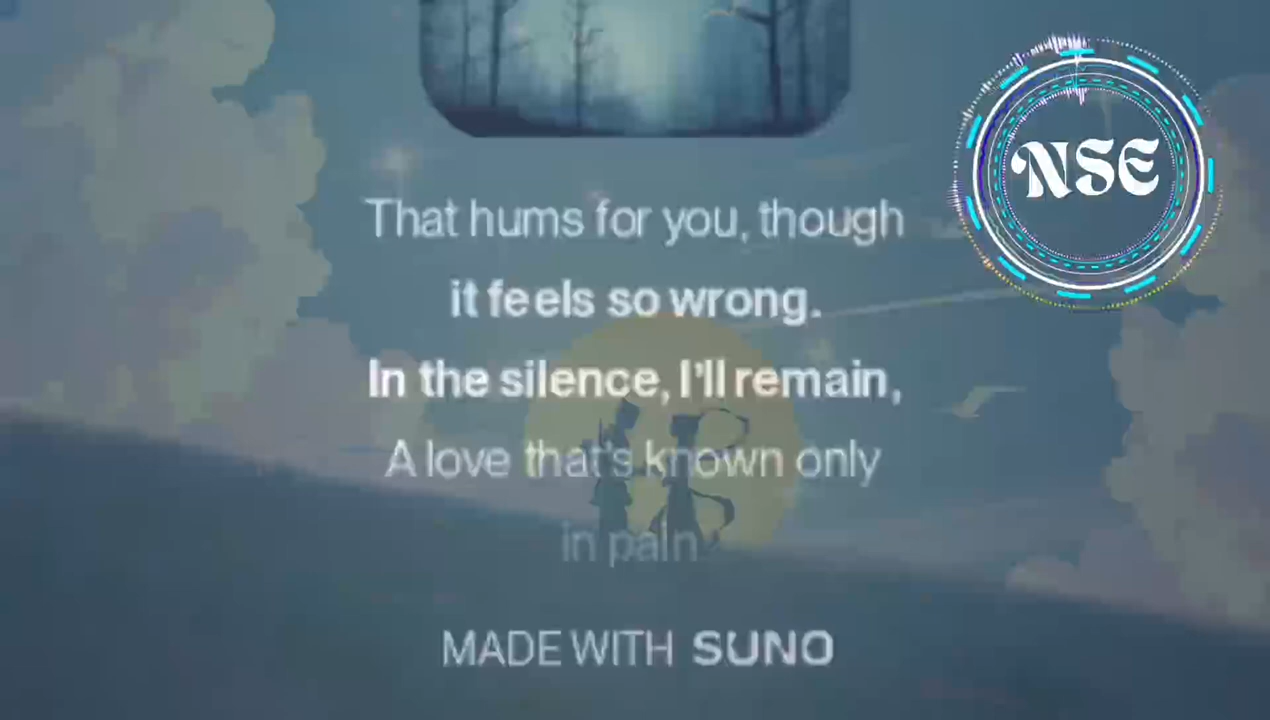 NSE
That hums for you, though
it feels so wrong.
In the silence, I'll remain,
A love that's known only
in pain
MADE WITH SUNO